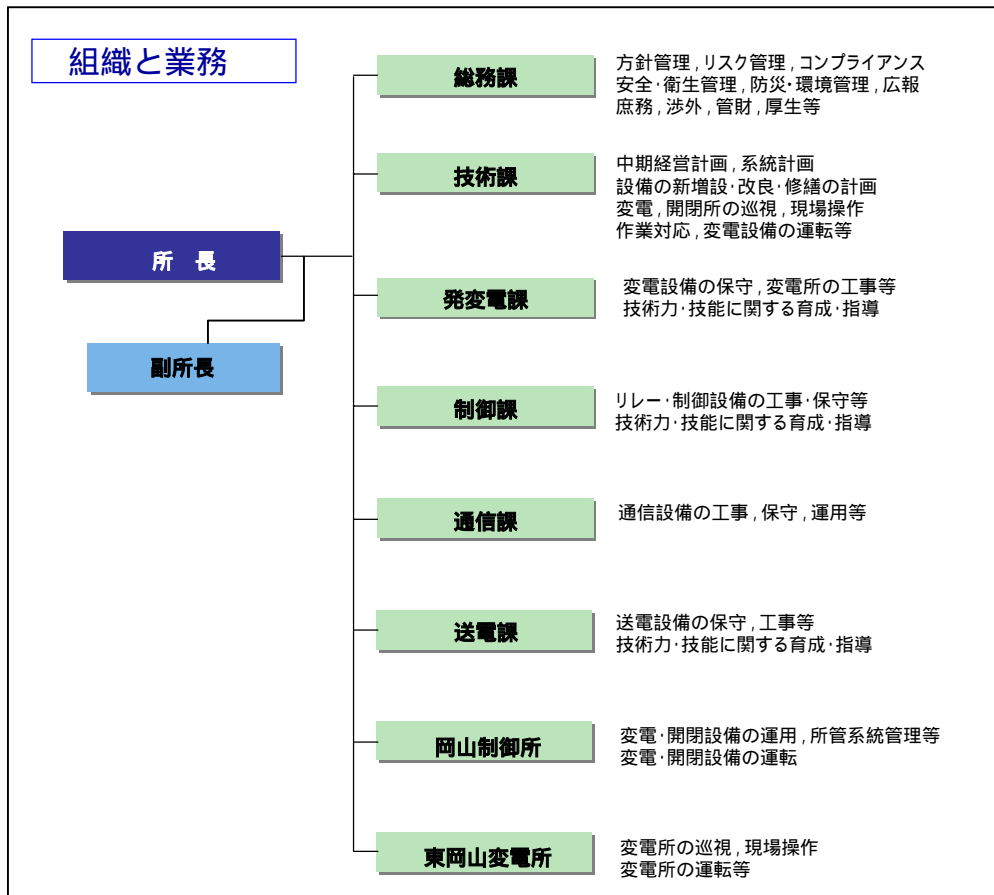 組織と業務
総務課
方針管理,リスク管理,コンプライアンス
安全・衛生管理,防災・環境管理,広報
庶務,渉外,管財,厚生等
技術課
中期経営計画,系統計画
設備の新増設・改良・修繕の計画
変電,開閉所の巡視,現場操作
作業対応,変電設備の運転等
所 長
発変電課
変電設備の保守,変電所の工事等
技術力・技能に関する育成・指導
副所長
制御課
リレー・制御設備の工事・保守等
技術力・技能に関する育成・指導
通信課
通信設備の工事,保守,運用等
送電課
送電設備の保守,工事等
技術力・技能に関する育成・指導
岡山制御所
変電・開閉設備の運用,所管系統管理等
変電・開閉設備の運転
東岡山変電所
変電所の巡視,現場操作
変電所の運転等